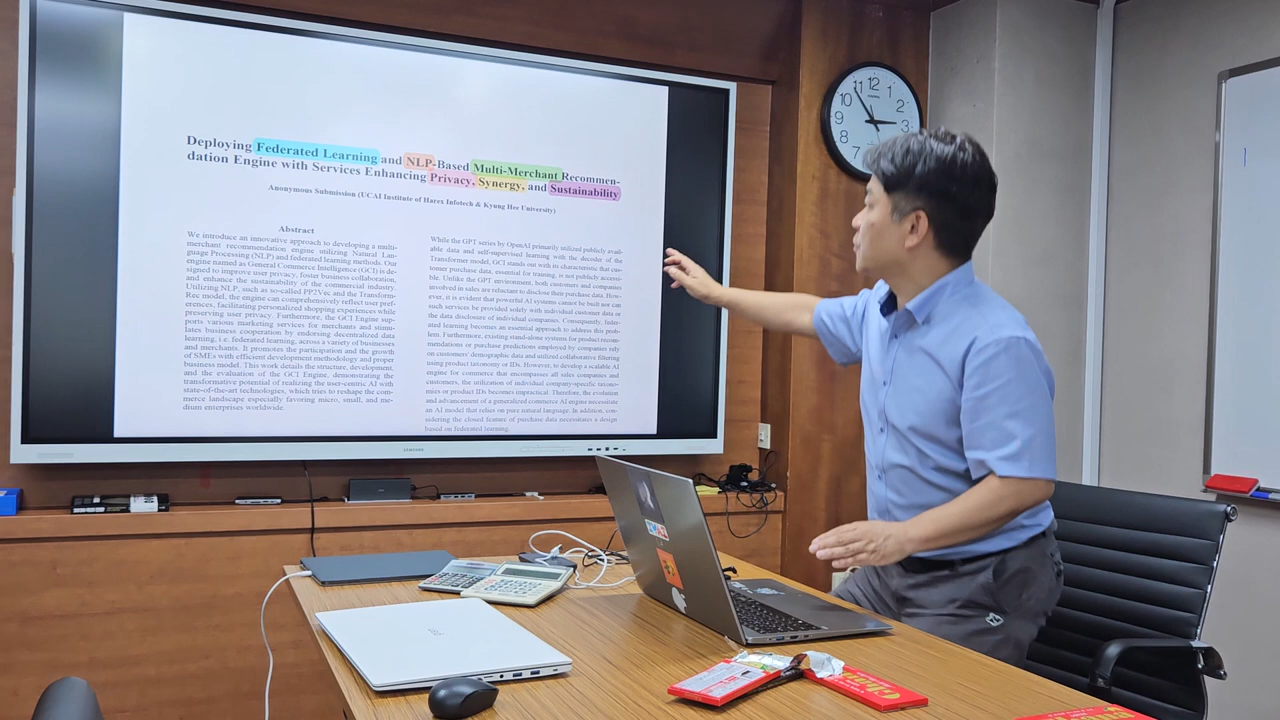 Deploying Federated Learning and NLP-Based Multi-Merchant Recommen-
dation Engine with Services Enhancing Privacy, Synergy, and Sustainability
Anonymous Submission (UCAI Institute of Harex Infotech & Kyung Hee University)
Abstract
We introduce an innovative approach to developing a multi-
merchant recommendation engine utilizing Natural Lan-
guage Processing (NLP) and federated learning methods. Our
engine named as General Commerce Intelligence (GCI) is de-
signed to improve user privacy, foster business collaboration,
and enhance the sustainability of the commercial industry.
Utilizing NLP, such as so-called PP2Vec and the Transform-
Rec model, the engine can comprehensively reflect user pref-
erences, facilitating personalized shopping experiences while
preserving user privacy. Furthermore, the GCI Engine sup-
ports various marketing services for merchants and stimu-
lates business cooperation by endorsing decentralized data
learning, i.e. federated learning, across a variety of businesses
and merchants. It promotes the participation and the growth
of SMEs with efficient development methodology and proper
business model. This work details the structure, development,
and the evaluation of the GCI Engine, demonstrating the
transformative potential of realizing the user-centric AI with
state-of-the-art technologies, which tries to reshape the com-
merce landscape especially favoring micro, small, and me-
dium enterprises worldwide.
While the GPT series by OpenAI primarily utilized publicly avail-
able data and self-supervised learning with the decoder of the
Transformer model, GCI stands out with its characteristic that cus-
tomer purchase data, essential for training, is not publicly accessi-
ble. Unlike the GPT environment, both customers and companies
involved in sales are reluctant to disclose their purchase data. How-
ever, it is evident that powerful AI systems cannot be built nor can
such services be provided solely with individual customer data or
the data disclosure of individual companies. Consequently, feder-
ated learning becomes an essential approach to address this prob-
lem. Furthermore, existing stand-alone systems for product recom-
mendations or purchase predictions employed by companies rely
on customers' demographic data and utilized collaborative filtering
using product taxonomy or IDs. However, to develop a scalable AI
engine for commerce that encompasses all sales companies and
customers, the utilization of individual company-specific taxono-
mies or product IDs becomes impractical. Therefore, the evolution
and advancement of a generalized commerce AI engine necessitate
an AI model that relies on pure natural language. In addition, con-
sidering the closed feature of purchase data necessitates a design
based on federated learning.
SAMSUNG
11 12 1
10 2
9 3
8
7
Ghana